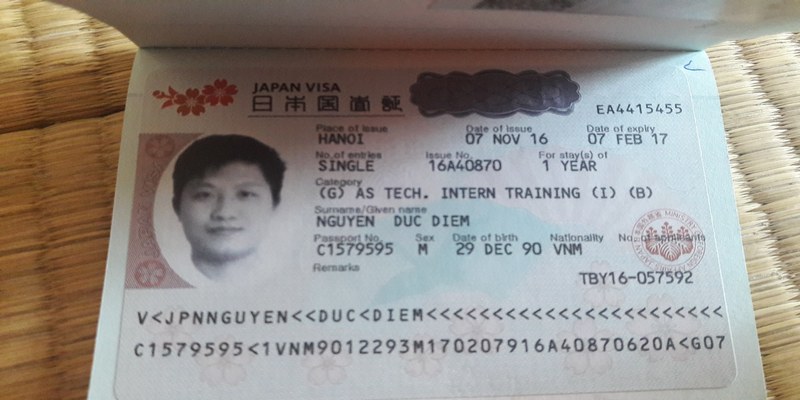 JAPAN VISA
日本国査証
EA4415455
Place of issue Date of issue Date of expiry
HANOI 07 NOV 16 07 FEB 17
No.of entries Issue No. For stay(s) of
SINGLE 16A40870 1 YEAR
Category
(G) AS TECH. INTERN TRAINING (I) (B)
Surname/Given name
NGUYEN DUC DIEM
Passport No. Sex Date of birth Nationality No. of applicants
C1579595 M 29 DEC 90 VNM
Remarks
TBY16-057592
V<JPNNGUYEN<<DUC<DIEM<<<<<<<<<<<<<<<<<<<<<<<
C1579595<1VNM9012293M170207916A40870620A<G07